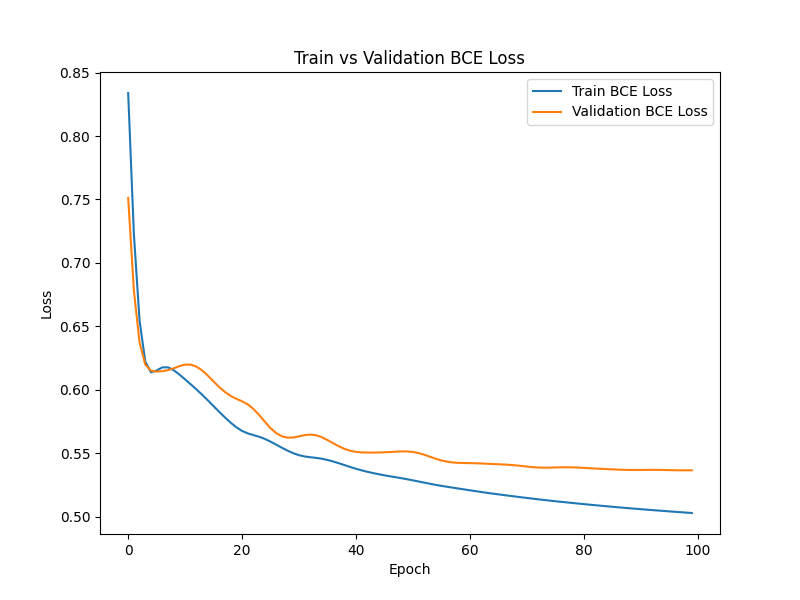 Train vs Validation BCE Loss
Train BCE Loss
Validation BCE Loss
0.85
0.80
0.75
0.70
0.65
0.60
0.55
0.50
Loss
0 20 40 60 80 100
Epoch